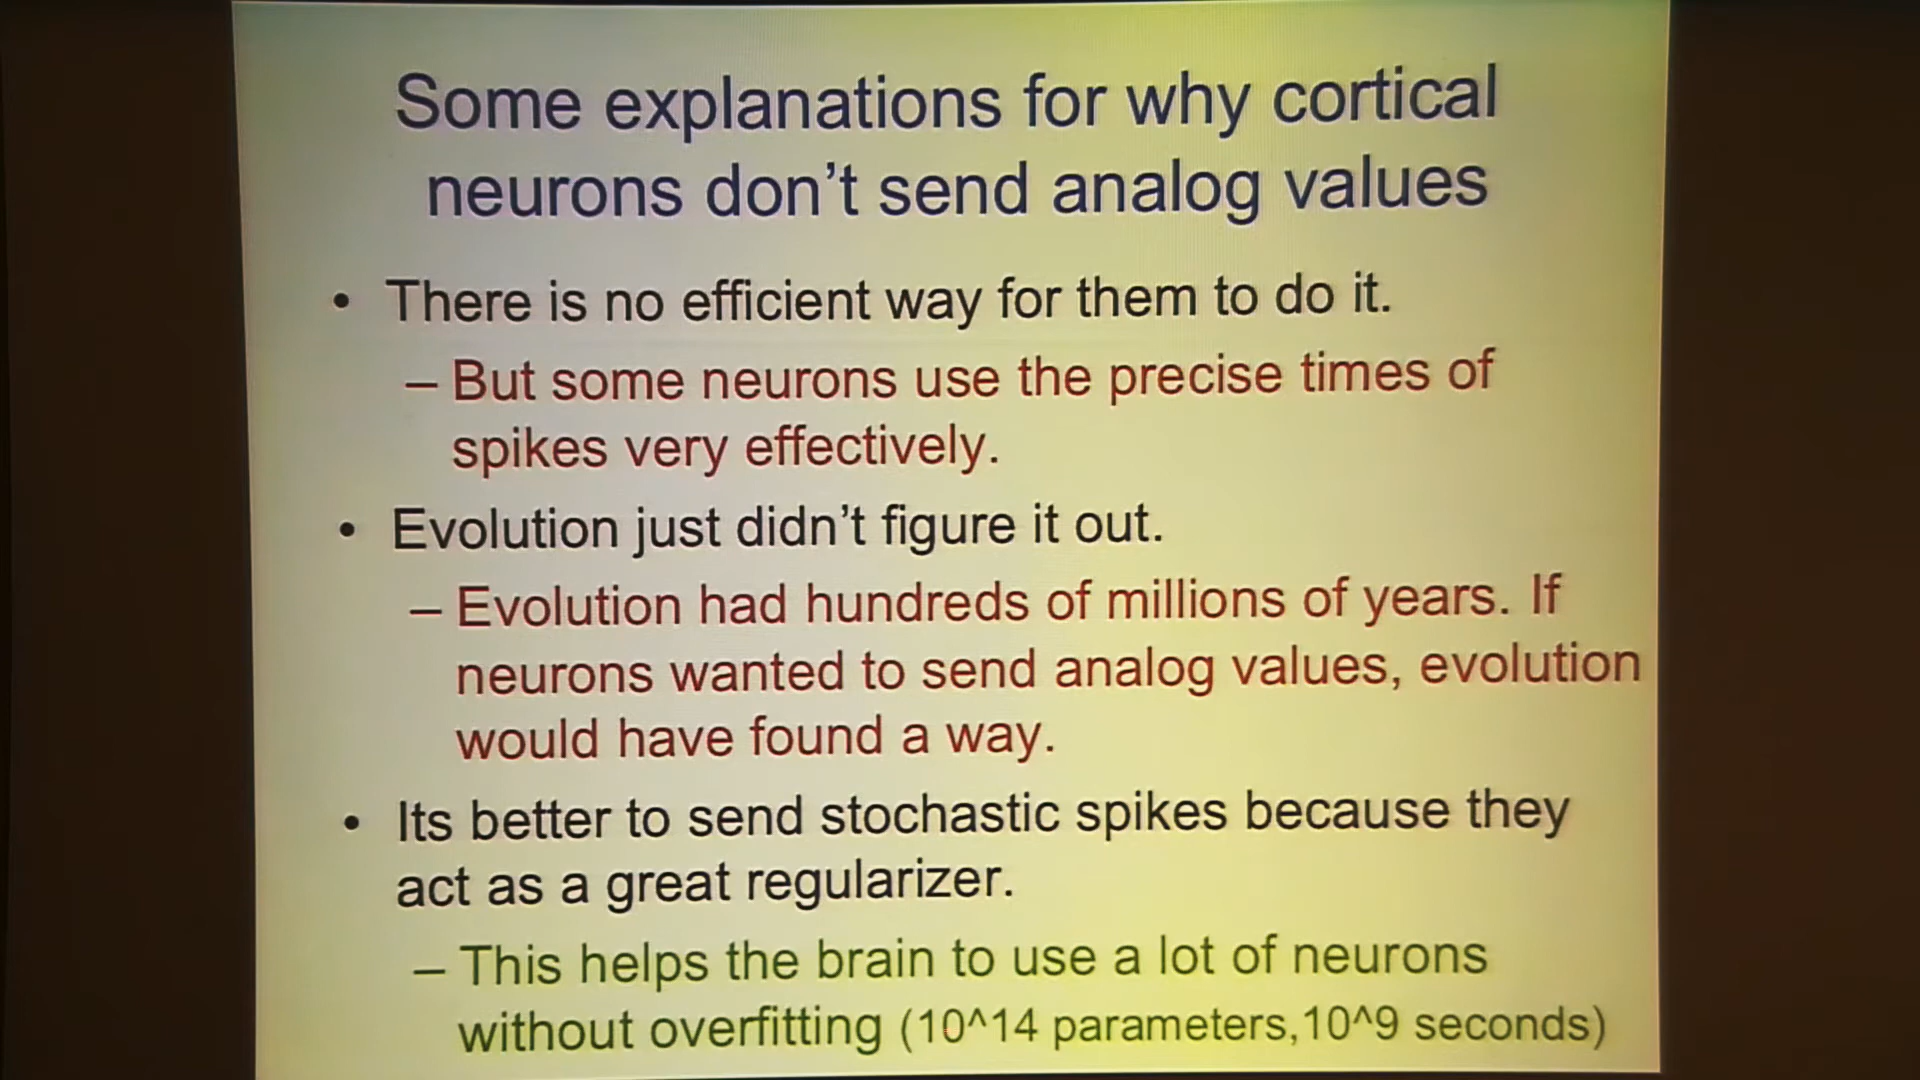 Some explanations for why cortical
neurons don't send analog values
• There is no efficient way for them to do it.
– But some neurons use the precise times of
spikes very effectively.
• Evolution just didn't figure it out.
– Evolution had hundreds of millions of years. If
neurons wanted to send analog values, evolution
would have found a way.
• Its better to send stochastic spikes because they
act as a great regularizer.
– This helps the brain to use a lot of neurons
without overfitting (10^14 parameters,10^9 seconds)